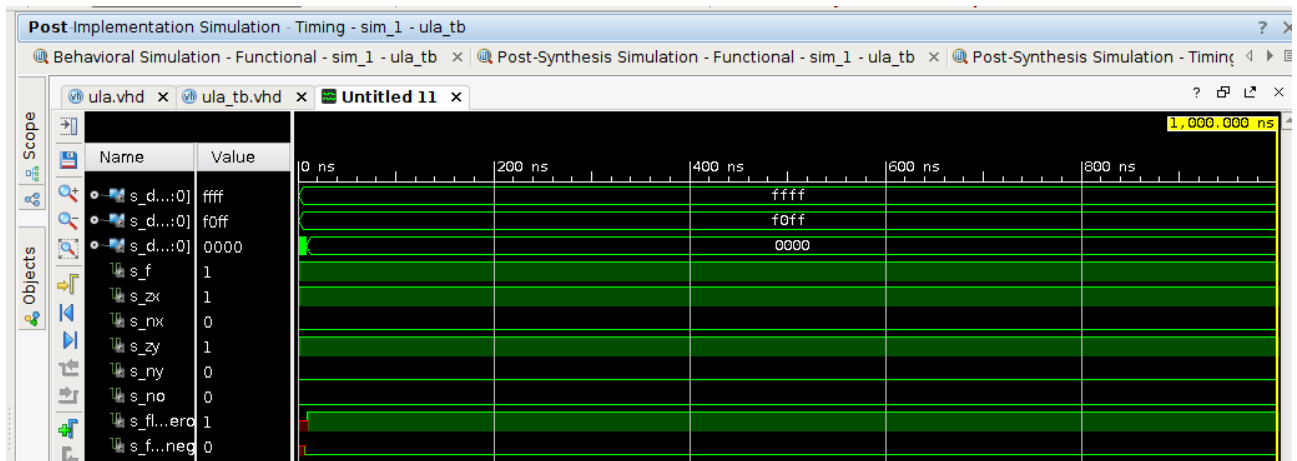 Post-Implementation Simulation - Timing - sim_1 - ula_tb ? ×
Behavioral Simulation - Functional - sim_1 - ula_tb × Post-Synthesis Simulation - Functional - sim_1 - ula_tb × Post-Synthesis Simulation - Timing
ula.vhd × ula_tb.vhd × Untitled 11 × ? ×
Scope
Objects
1,000.000 ns
Name Value 0 ns 200 ns 400 ns 600 ns 800 ns
s_d...:0] ffff ffff
s_d...:0] f0ff f0ff
s_d...:0] 0000 0000
s_f 1
s_zx 1
s_nx 0
s_zy 1
s_ny 0
s_no 0
s_fl...ero 1
s_f...neg 0